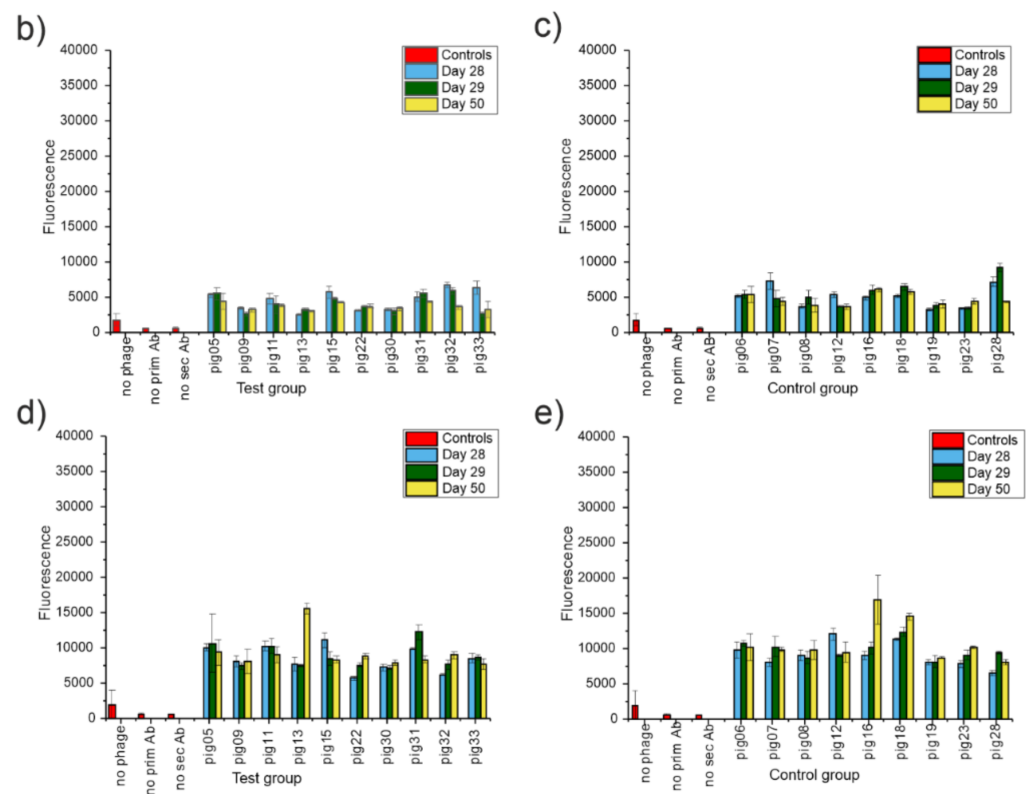 b)
40000
35000
30000
25000
20000
15000
10000
5000
0
Fluorescence
Controls
Day 28
Day 29
Day 50
no phage
no prim Ab
no sec Ab
pig05
pig09
pig11
pig13
pig15
pig22
pig30
pig31
pig32
pig33
Test group
c)
40000
35000
30000
25000
20000
15000
10000
5000
0
Fluorescence
Controls
Day 28
Day 29
Day 50
no phage
no prim Ab
no sec AB
pig06
pig07
pig08
pig12
pig16
pig18
pig19
pig23
pig28
Control group
d)
40000
35000
30000
25000
20000
15000
10000
5000
0
Fluorescence
Controls
Day 28
Day 29
Day 50
no phage
no prim Ab
no sec Ab
pig05
pig09
pig11
pig13
pig15
pig22
pig30
pig31
pig32
pig33
Test group
e)
40000
35000
30000
25000
20000
15000
10000
5000
0
Fluorescence
Controls
Day 28
Day 29
Day 50
no phage
no prim Ab
no sec Ab
pig06
pig07
pig08
pig12
pig16
pig18
pig19
pig23
pig28
Control group